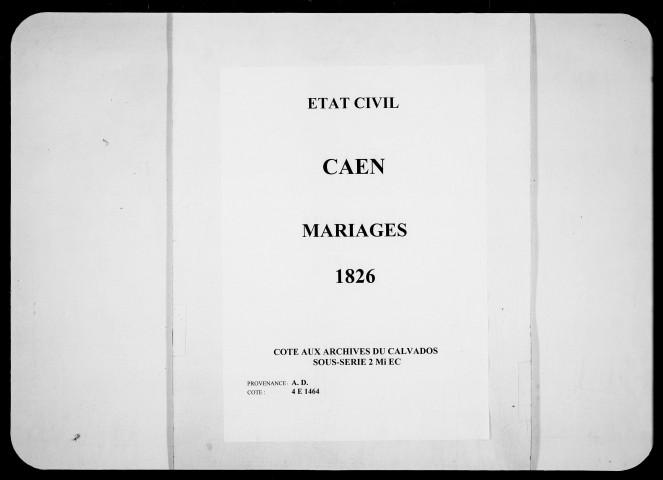 ETAT CIVIL
CAEN
MARIAGES
1826
COTE AUX ARCHIVES DU CALVADOS
SOUS-SERIE 2 Mi EC
PROVENANCE: A. D.
COTE : 4 E 1464